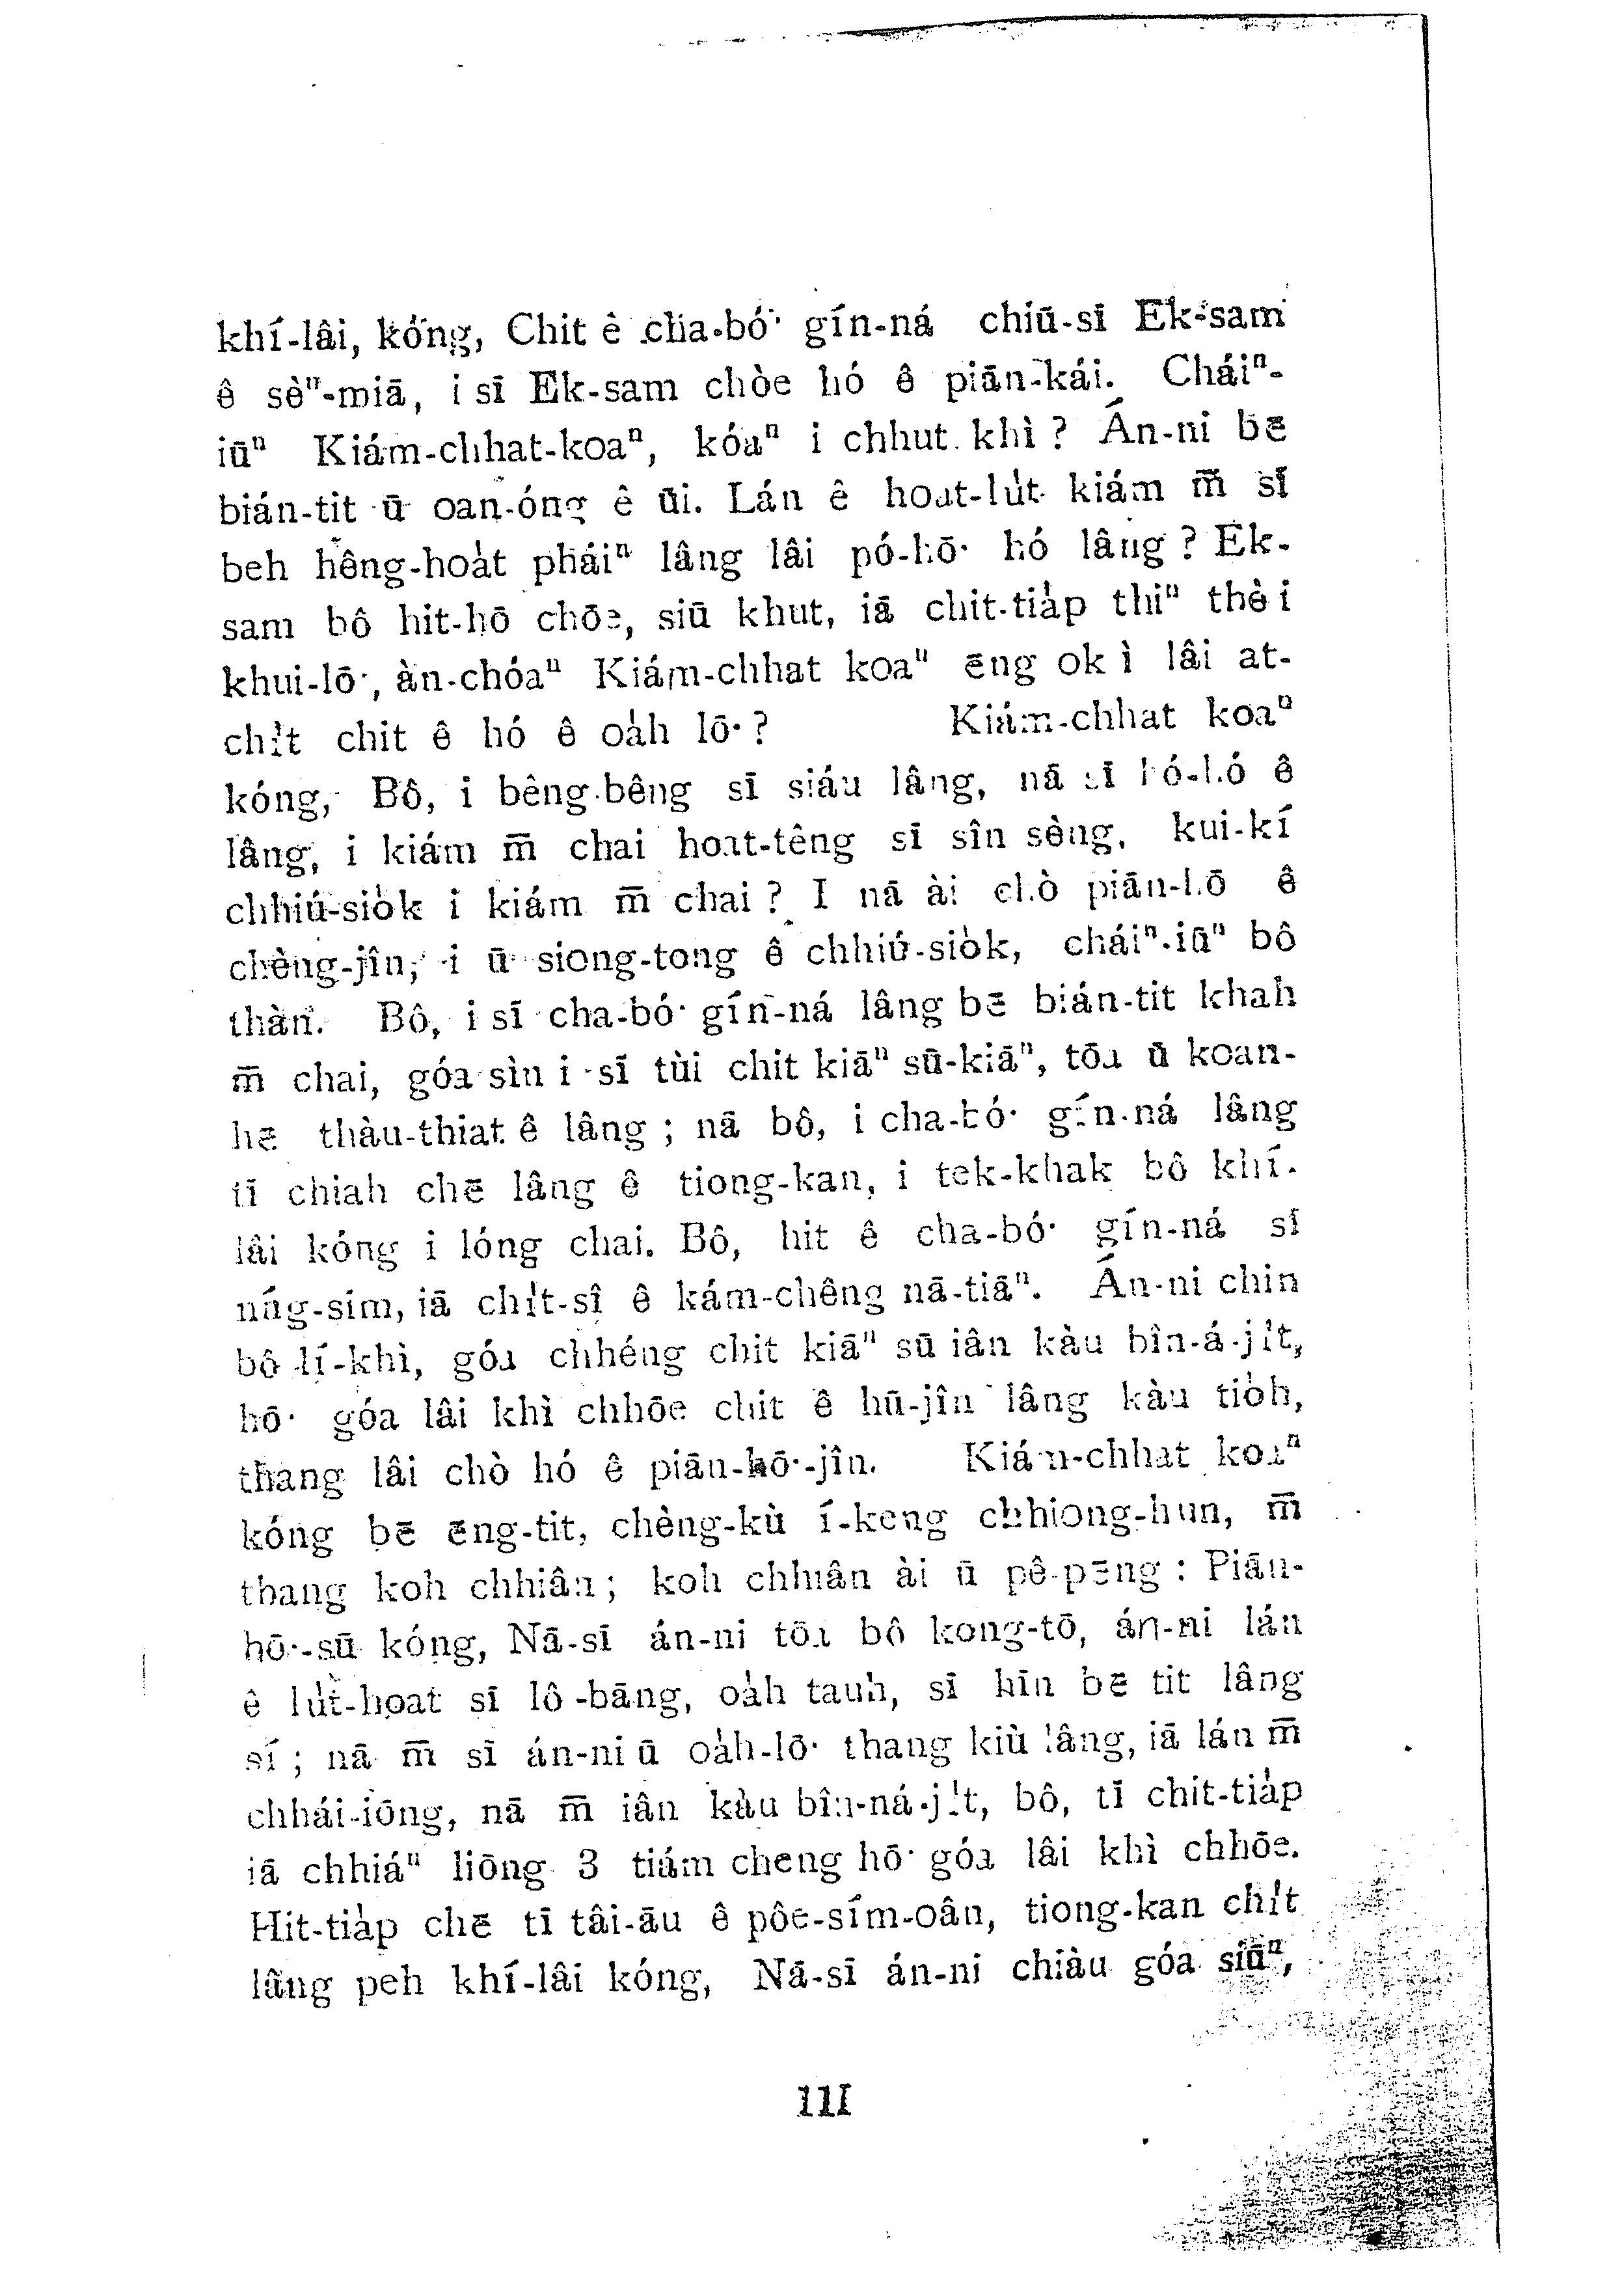 khí-lâi, kóng, Chit ê cha-bó͘ gín-ná chiū-sī Ek-sam
ê sèⁿ-miā, i sī Ek-sam chòe hó ê piān-kái. Cháiⁿ-
iūⁿ Kiám-chhat-koaⁿ, kóaⁿ i chhut khì? Án-ni bē
bián-tit ū oan-óng ê ūi. Lán ê hoat-lu̍t kiám m̄ sī
beh hêng-hoa̍t pháiⁿ lâng lâi pó-hō͘ hó lâng? Ek-
sam bô hit-hō chōe, siū khut, iā chit-tia̍p thiⁿ thè i
khui-lō͘, àn-chóaⁿ Kiám-chhat koaⁿ ēng ok ì lâi at-
chi̍t chit ê hó ê oa̍h lō͘? Kiám-chhat koaⁿ
kóng, Bô, i bêng-bêng sī siáu lâng, nā sī hó-hó ê
lâng, i kiám m̄ chai hoat-têng sī sîn sèng, kui-kí
chhiú-sio̍k i kiám m̄ chai? I nā ài chò piān-hō ê
chèng-jîn, i ū siong-tong ê chhiú-sio̍k, cháiⁿ-iūⁿ bô
thàn. Bô, i sī cha-bó͘ gín-ná lâng bē bián-tit khah
m̄ chai, góa sìn i sī tùi chit kiāⁿ sū-kiāⁿ, tōa ū koan-
hē thàu-thiat ê lâng; nā bô, i cha-bó͘ gín-ná lâng
tī chiah chē lâng ê tiong-kan, i tek-khak bô khí-
lâi kóng i lóng chai. Bô, hit ê cha-bó͘ gín-ná sī
nńg-sim, iā chi̍t-sî ê kám-chêng nā-tiāⁿ. Án-ni chin
bô lí-khì, góa chhéng chit kiāⁿ sū iân kàu bîn-á-ji̍t,
hō͘ góa lâi khì chhōe chit ê hū-jîn lâng kàu tio̍h,
thang lâi chò hó ê piān-hō͘-jîn. Kiám-chhat koaⁿ
kóng bē ēng-tit, chèng-kù í-keng chhiong-hun, m̄
thang koh chhiân; koh chhiân ài ū pê-pēng: Piān-
hō͘-sū kóng, Nā-sī án-ni tōa bô kong-tō, án-ni lán
ê lu̍t-hoat sī lô-bāng, oa̍h tauh, sī hīn bē tit lâng
sí; nā m̄ sī án-ni ū oa̍h-lō͘ thang kiù lâng, iā lán m̄
chhái-iōng, nā m̄ iân kàu bîn-ná-ji̍t, bô, tī chit-tia̍p
iā chhiáⁿ liōng 3 tiám cheng hō͘ góa lâi khì chhōe.
Hit-tia̍p chē tī tâi-āu ê pôe-sím-oân, tiong-kan chi̍t
lâng peh khí-lâi kóng, Nā-sī án-ni chiàu góa siūⁿ,
111